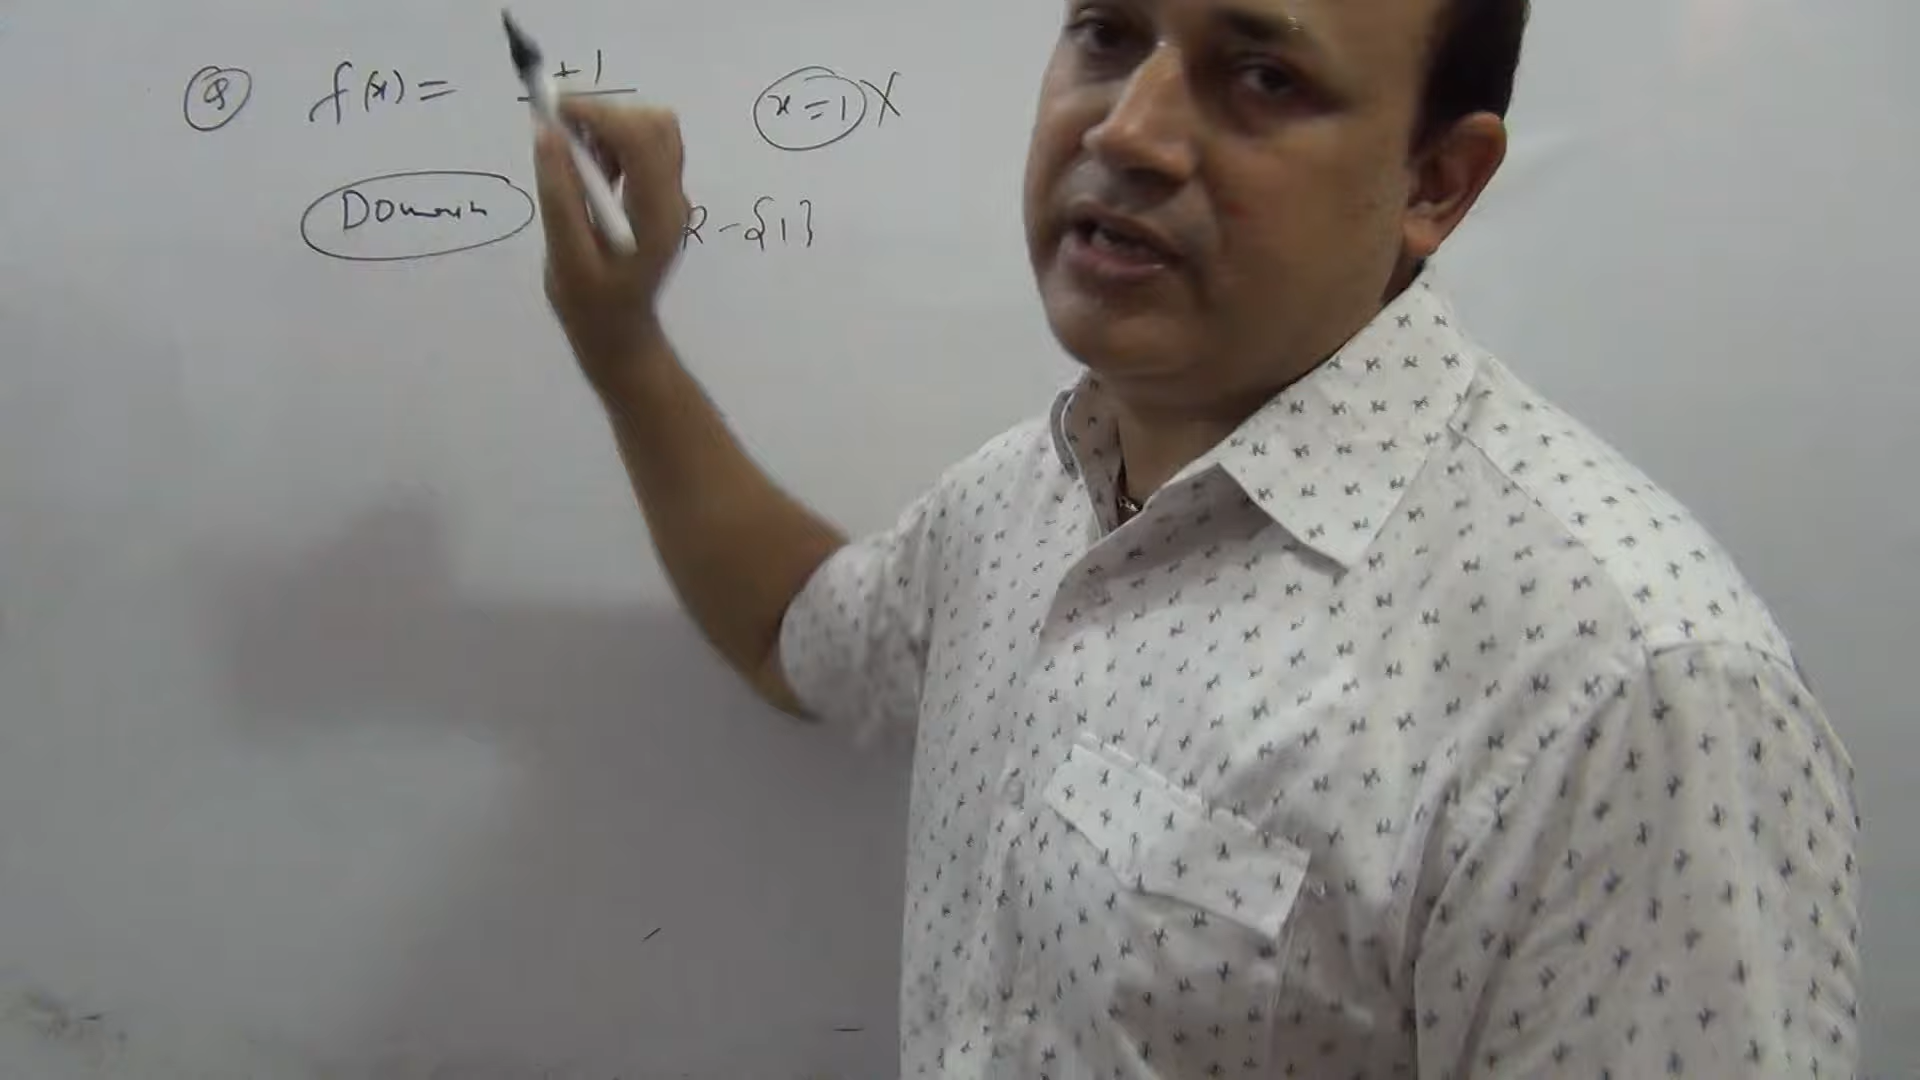 Q f(x) = +1 x = 1 X
Domain R - {1}